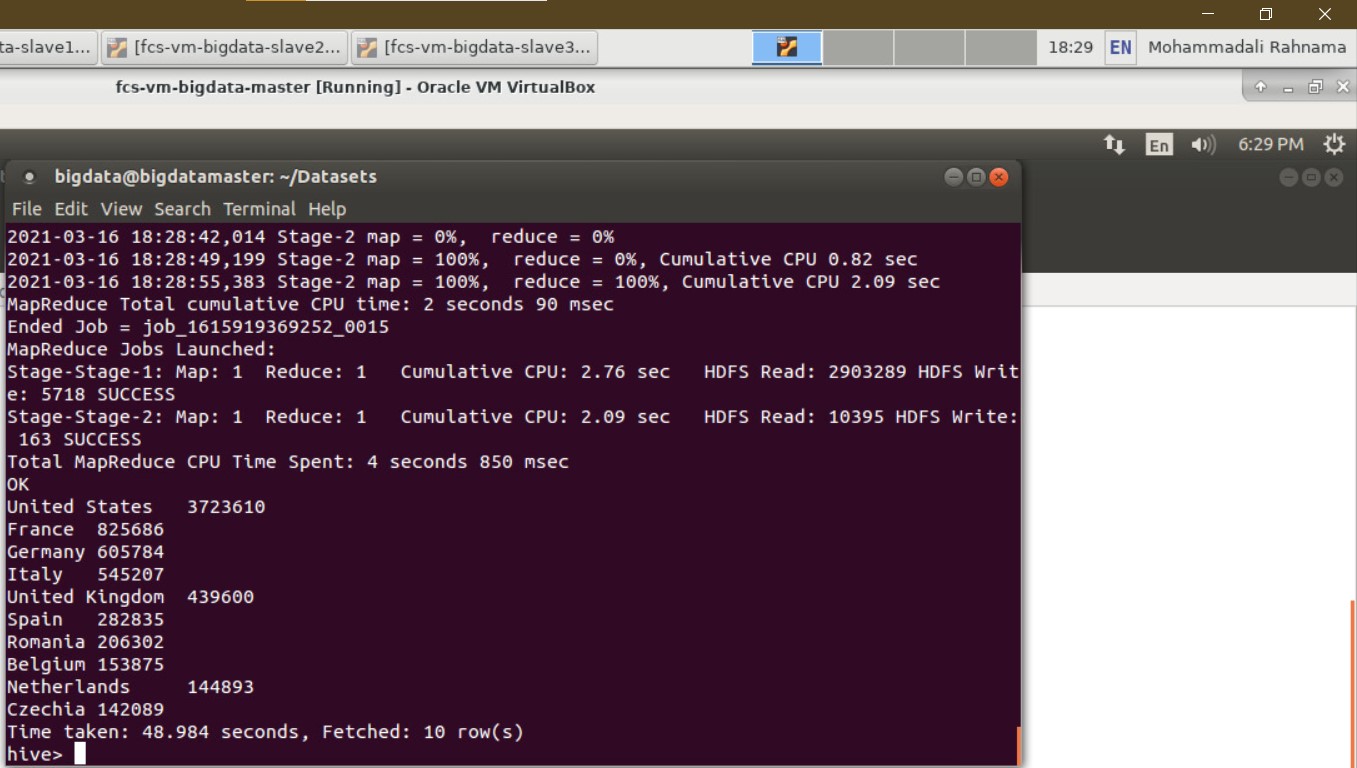 ta-slave1... [fcs-vm-bigdata-slave2... [fcs-vm-bigdata-slave3... 18:29 EN Mohammadali Rahnama
fcs-vm-bigdata-master [Running] - Oracle VM VirtualBox
En 6:29 PM
bigdata@bigdatamaster: ~/Datasets
File Edit View Search Terminal Help
2021-03-16 18:28:42,014 Stage-2 map = 0%,  reduce = 0%
2021-03-16 18:28:49,199 Stage-2 map = 100%,  reduce = 0%, Cumulative CPU 0.82 sec
2021-03-16 18:28:55,383 Stage-2 map = 100%,  reduce = 100%, Cumulative CPU 2.09 sec
MapReduce Total cumulative CPU time: 2 seconds 90 msec
Ended Job = job_1615919369252_0015
MapReduce Jobs Launched:
Stage-Stage-1: Map: 1  Reduce: 1   Cumulative CPU: 2.76 sec   HDFS Read: 2903289 HDFS Writ
e: 5718 SUCCESS
Stage-Stage-2: Map: 1  Reduce: 1   Cumulative CPU: 2.09 sec   HDFS Read: 10395 HDFS Write:
 163 SUCCESS
Total MapReduce CPU Time Spent: 4 seconds 850 msec
OK
United States   3723610
France  825686
Germany 605784
Italy   545207
United Kingdom  439600
Spain   282835
Romania 206302
Belgium 153875
Netherlands     144893
Czechia 142089
Time taken: 48.984 seconds, Fetched: 10 row(s)
hive>